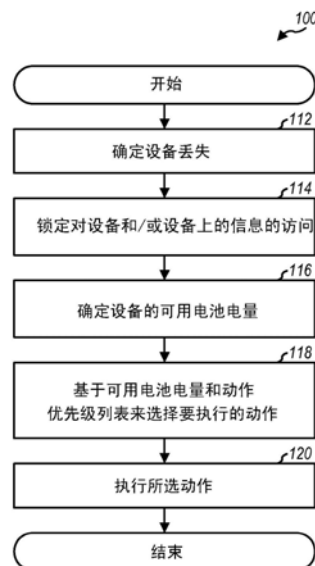 100
开始
112
确定设备丢失
114
锁定对设备和/或设备上的信息的访问
116
确定设备的可用电池电量
118
基于可用电池电量和动作
优先级列表来选择要执行的动作
120
执行所选动作
结束